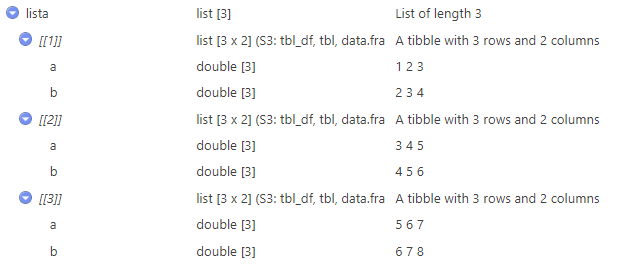 lista list [3] List of length 3
[[1]] list [3 x 2] (S3: tbl_df, tbl, data.fra A tibble with 3 rows and 2 columns
a double [3] 1 2 3
b double [3] 2 3 4
[[2]] list [3 x 2] (S3: tbl_df, tbl, data.fra A tibble with 3 rows and 2 columns
a double [3] 3 4 5
b double [3] 4 5 6
[[3]] list [3 x 2] (S3: tbl_df, tbl, data.fra A tibble with 3 rows and 2 columns
a double [3] 5 6 7
b double [3] 6 7 8